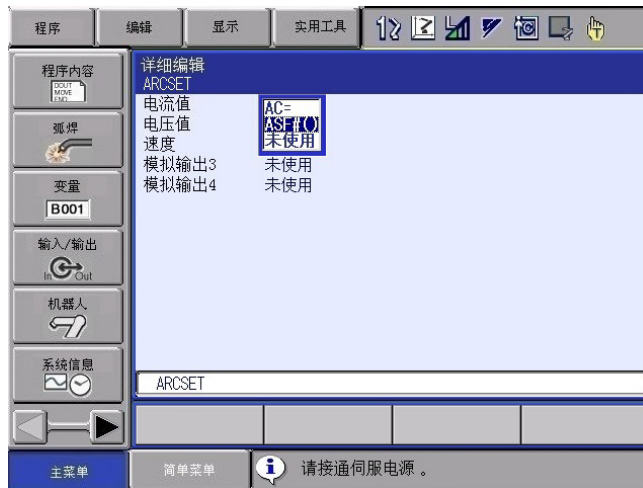 程序
编辑
显示
实用工具
程序内容
DOUT
MOVE
END
弧焊
变量
B001
输入/输出
In Out
机器人
系统信息
详细编辑
ARCSET
电流值
电压值
速度
模拟输出3 未使用
模拟输出4 未使用
AC=
ASF#()
未使用
ARCSET
主菜单
简单菜单
请接通伺服电源。